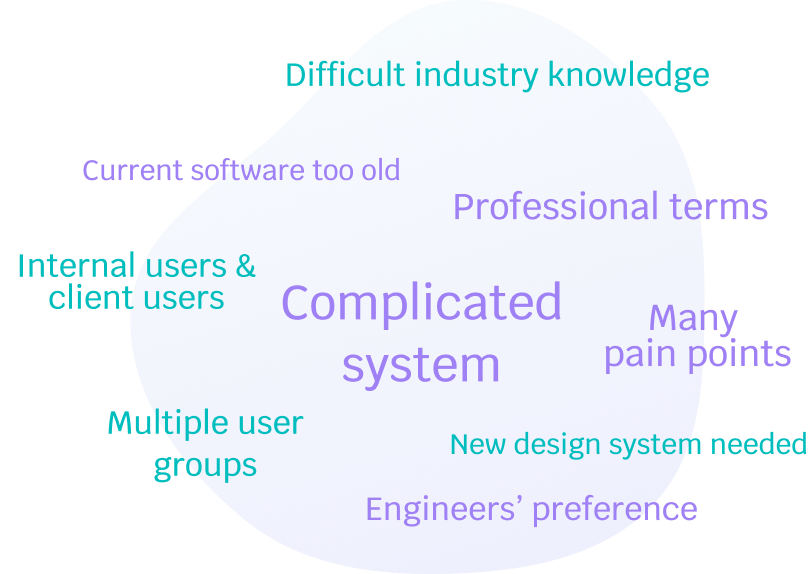 Difficult industry knowledge
Current software too old
Professional terms
Internal users &
client users
Complicated
system
Many
pain points
Multiple user
groups
New design system needed
Engineers’ preference